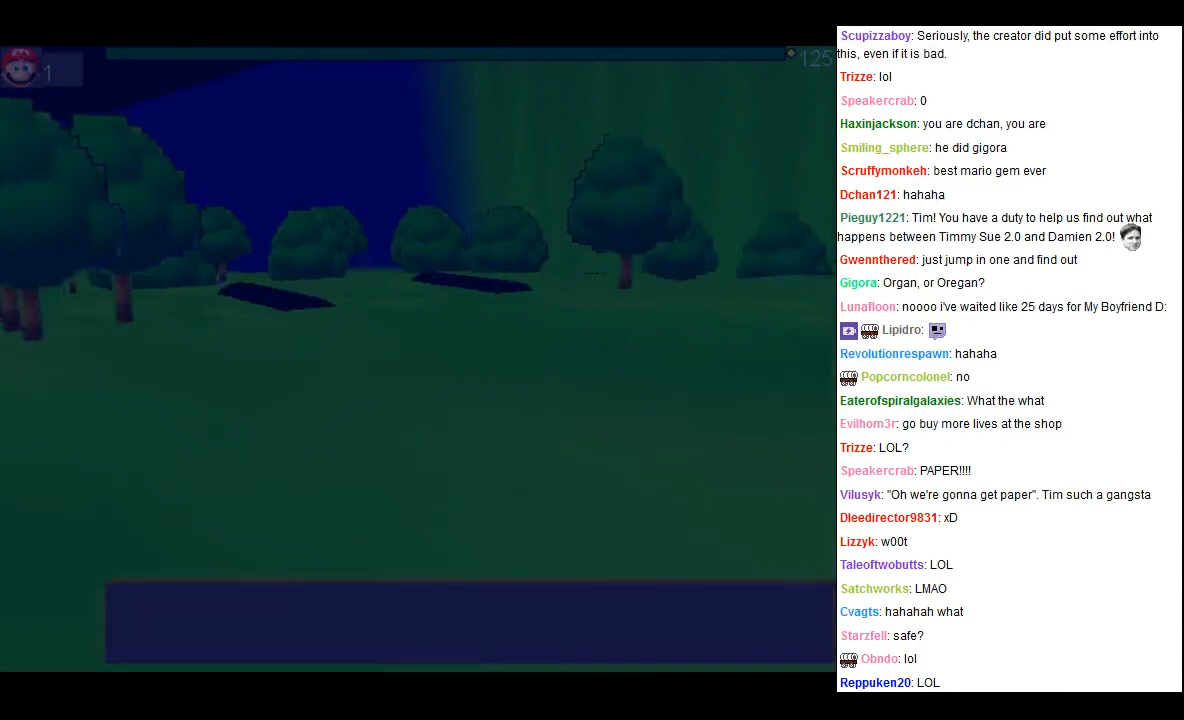 1
125
Scupizzaboy: Seriously, the creator did put some effort into
this, even if it is bad.
Trizze: lol
Speakercrab: 0
Haxinjackson: you are dchan, you are
Smiling_sphere: he did gigora
Scruffymonkeh: best mario gem ever
Dchan121: hahaha
Pieguy1221: Tim! You have a duty to help us find out what
happens between Timmy Sue 2.0 and Damien 2.0!
Gwennthered: just jump in one and find out
Gigora: Organ, or Oregan?
Lunafloon: noooo i've waited like 25 days for My Boyfriend D:
Lipidro:
Revolutionrespawn: hahaha
Popcorncolonel: no
Eaterofspiralgalaxies: What the what
Evilhom3r: go buy more lives at the shop
Trizze: LOL?
Speakercrab: PAPER!!!!
Vilusyk: "Oh we're gonna get paper". Tim such a gangsta
Dleedirector9831: xD
Lizzyk: w00t
Taleoftwobutts: LOL
Satchworks: LMAO
Cvagts: hahahah what
Starzfell: safe?
Obndo: lol
Reppuken20: LOL